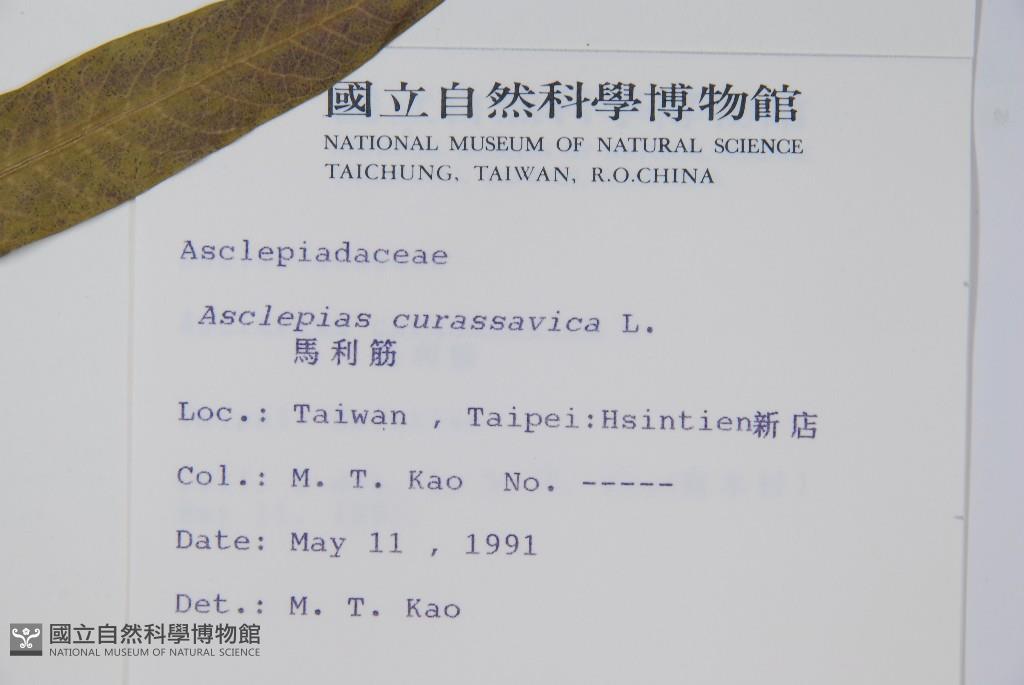 國立自然科學博物館
NATIONAL MUSEUM OF NATURAL SCIENCE
TAICHUNG, TAIWAN, R.O.CHINA
Asclepiadaceae
Asclepias curassavica L.
馬利筋
Loc.: Taiwan , Taipei:Hsintien新店
Col.: M. T. Kao No. -----
Date: May 11 , 1991
Det.: M. T. Kao
國立自然科學博物館
NATIONAL MUSEUM OF NATURAL SCIENCE